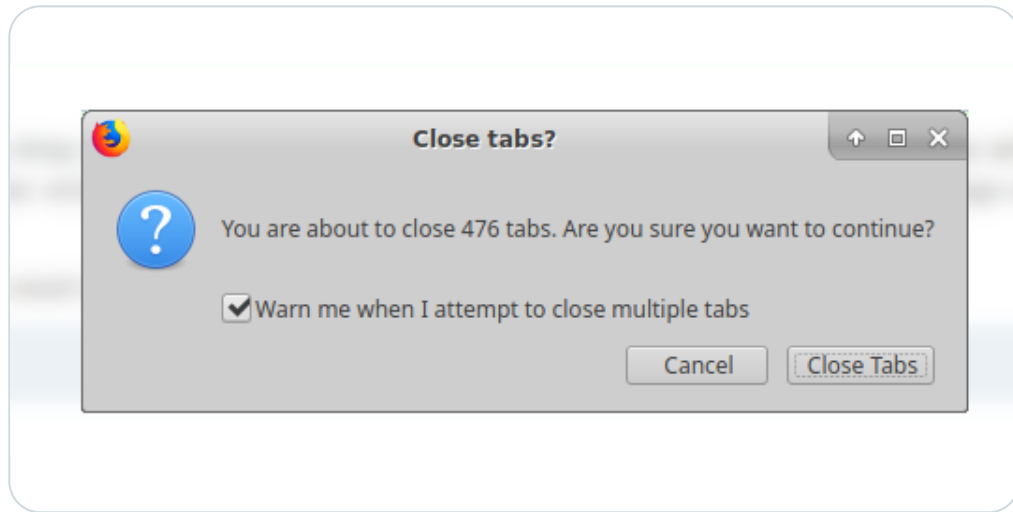 Close tabs?
You are about to close 476 tabs. Are you sure you want to continue?
Warn me when I attempt to close multiple tabs
Cancel Close Tabs